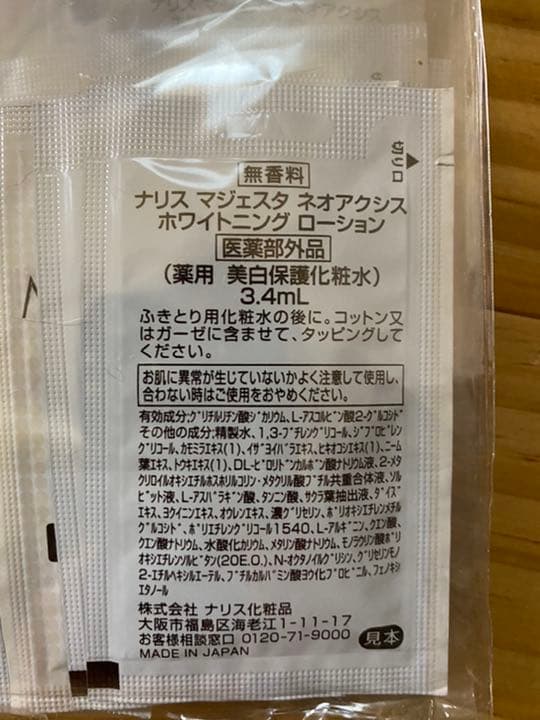 ナリス マジェスタ ネオアクシス
切り口
無香料
ナリス マジェスタ ネオアクシス
ホワイトニング ローション
医薬部外品
(薬用 美白保護化粧水)
3.4mL
ふきとり用化粧水の後に。コットン又
はガーゼに含ませて、タッピングして
ください。
お肌に異常が生じていないかよく注意して使用し、
合わない時はご使用をおやめください。
有効成分:グリチルリチン酸ジカリウム、L-アスコルビン酸2-グルコシド
その他の成分:精製水、1,3-ブチレングリコール、ジプロピレン
グリコール、カモミラエキス(1)、イザヨイバラエキス、ヒキオコシエキス(1)、ニーム
葉エキス、トウキエキス(1)、DL-ピロリドンカルボン酸ナトリウム液、2-メタ
クリロイルオキシエチルホスホリルコリン・メタクリル酸ブチル共重合体液、ソル
ビット液、L-アスパラギン酸、タンニン酸、サクラ葉抽出液、ダイズ
エキス、ヨクイニンエキス、オウレンエキス、濃グリセリン、ポリオキシエチレンメチル
グルコシド、ポリエチレングリコール1540、L-アルギニン、クエン酸、
クエン酸ナトリウム、水酸化カリウム、メタリン酸ナトリウム、モノラウリン酸ポリ
オキシエチレンソルビタン(20E.O.)、N-オクタノイルグリシン、グリセリンモノ
2-エチルヘキシルエーテル、ブチルカルバミン酸ヨウ化プロピニル、フェノキシ
エタノール
株式会社 ナリス化粧品
大阪市福島区海老江1-11-17
お客様相談窓口 0120-71-9000
見本
MADE IN JAPAN